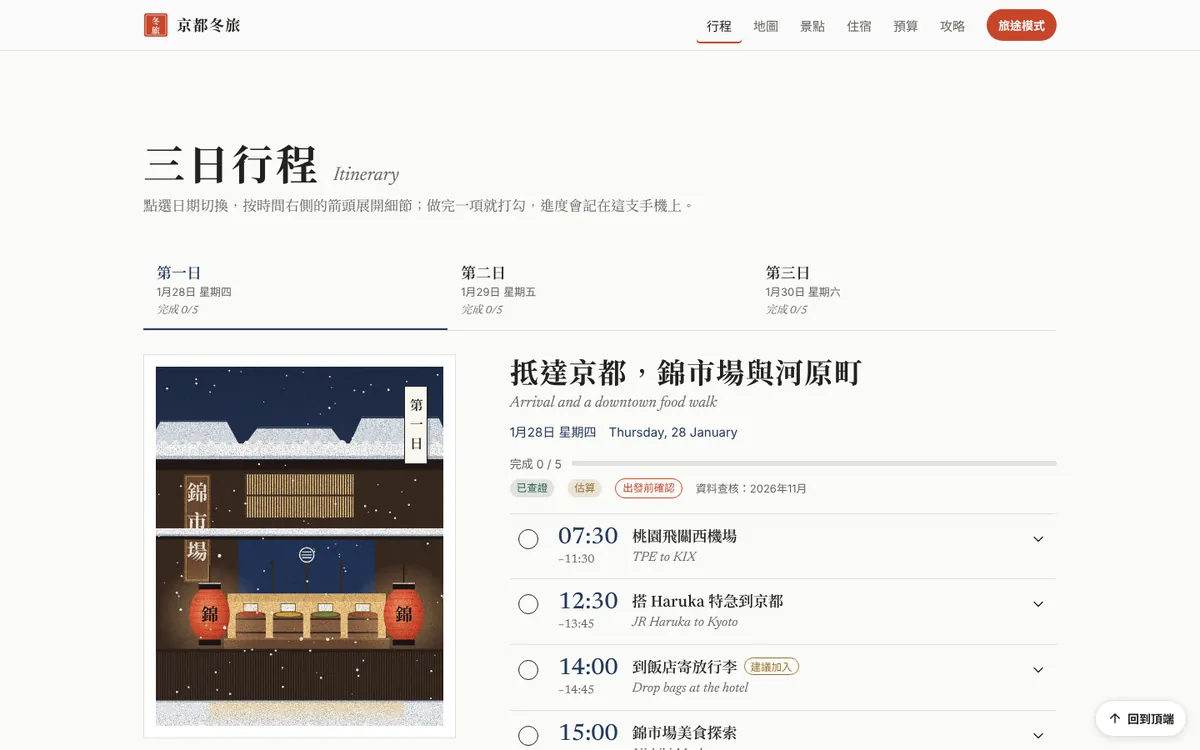 冬旅
京都冬旅
行程
地圖
景點
住宿
預算
攻略
旅途模式
三日行程 Itinerary
點選日期切換，按時間右側的箭頭展開細節；做完一項就打勾，進度會記在這支手機上。
第一日
1月28日 星期四
完成 0/5
第二日
1月29日 星期五
完成 0/5
第三日
1月30日 星期六
完成 0/5
第一日
錦市場
錦
錦
抵達京都，錦市場與河原町
Arrival and a downtown food walk
1月28日 星期四 Thursday, 28 January
完成 0 / 5
已查證 估算 出發前確認 資料查核：2026年11月
07:30 桃園飛關西機場
–11:30 TPE to KIX
12:30 搭 Haruka 特急到京都
–13:45 JR Haruka to Kyoto
14:00 到飯店寄放行李 建議加入
–14:45 Drop bags at the hotel
15:00 錦市場美食探索
回到頂端